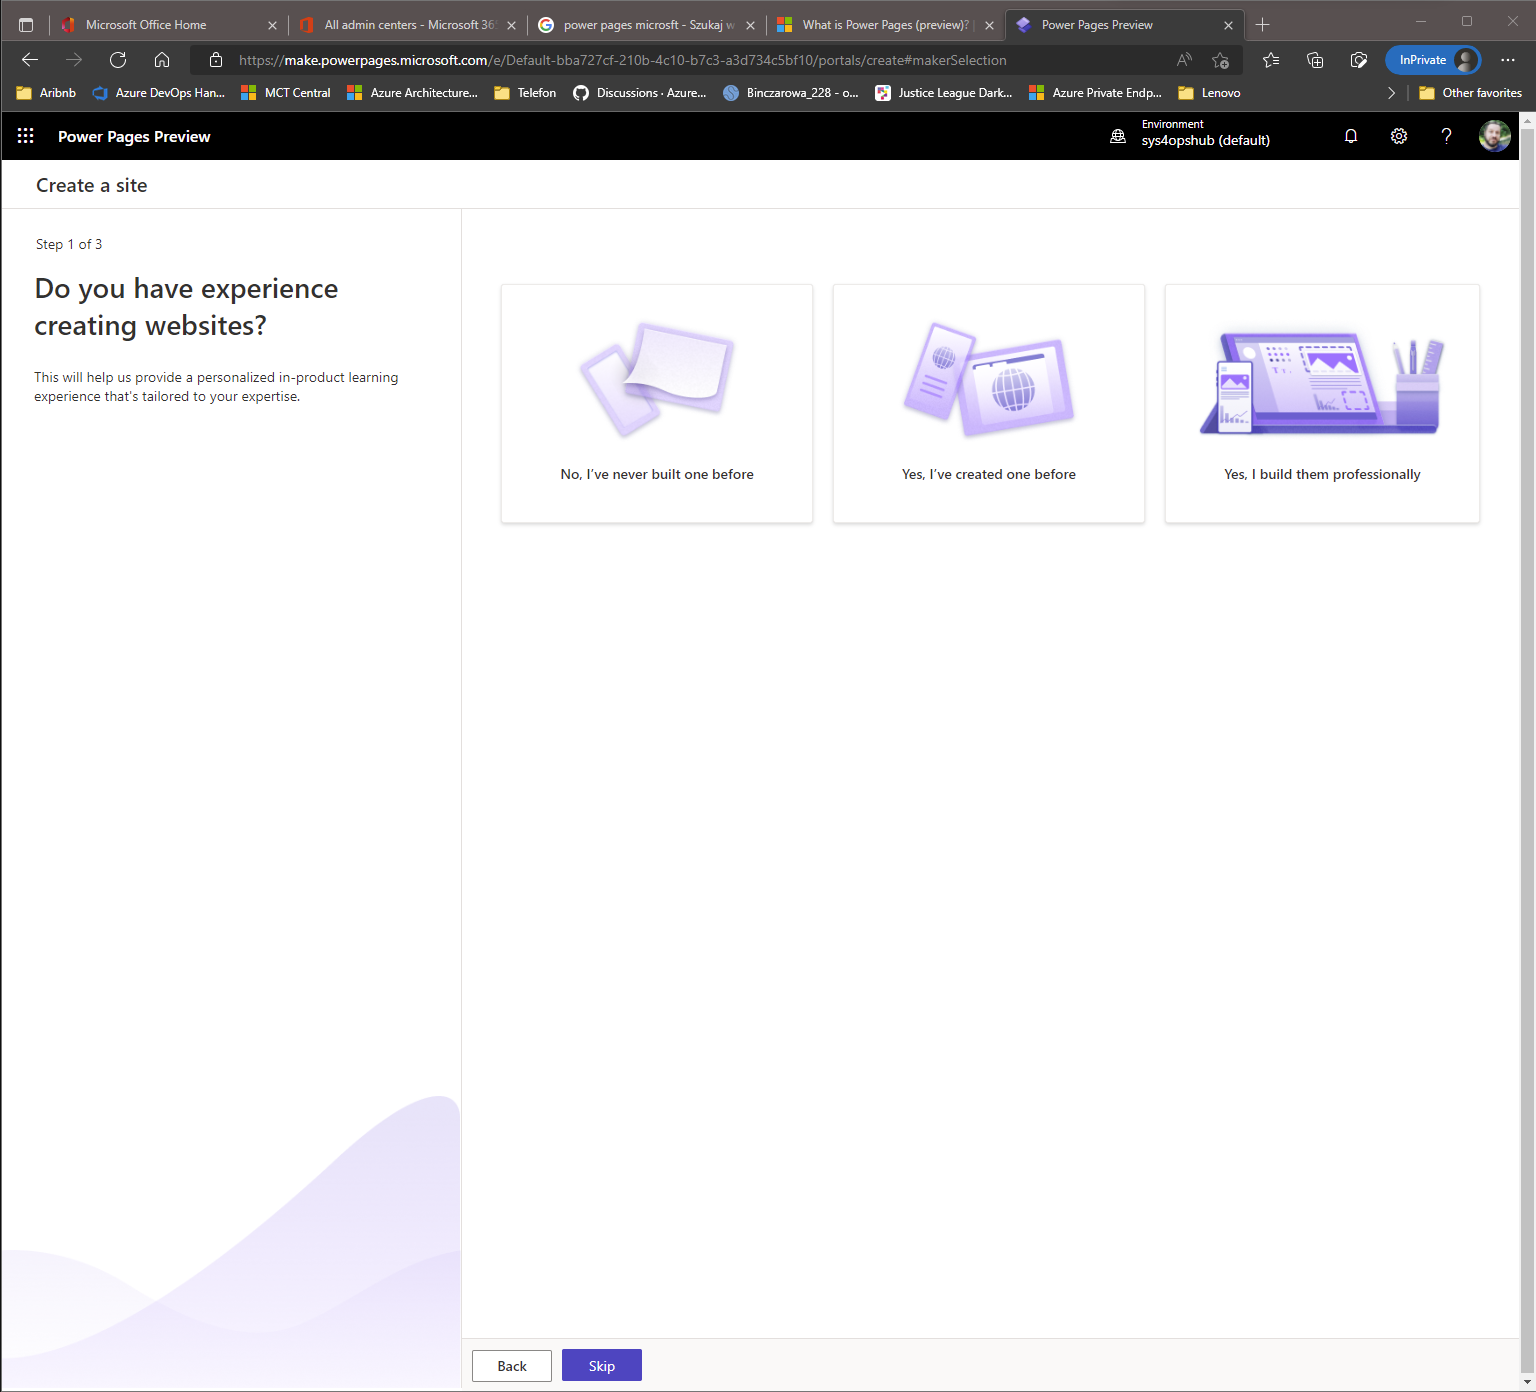 Microsoft Office Home
All admin centers - Microsoft 365
power pages microsft - Szukaj w
What is Power Pages (preview)?
Power Pages Preview
https://make.powerpages.microsoft.com/e/Default-bba727cf-210b-4c10-b7c3-a3d734c5bf10/portals/create#makerSelection
InPrivate
Aribnb
Azure DevOps Han...
MCT Central
Azure Architecture...
Telefon
Discussions · Azure...
Binczarowa_228 - o...
Justice League Dark...
Azure Private Endp...
Lenovo
Other favorites
Power Pages Preview
Environment
sys4opshub (default)
Create a site
Step 1 of 3
Do you have experience
creating websites?
This will help us provide a personalized in-product learning
experience that's tailored to your expertise.
No, I've never built one before
Yes, I've created one before
Yes, I build them professionally
Back
Skip